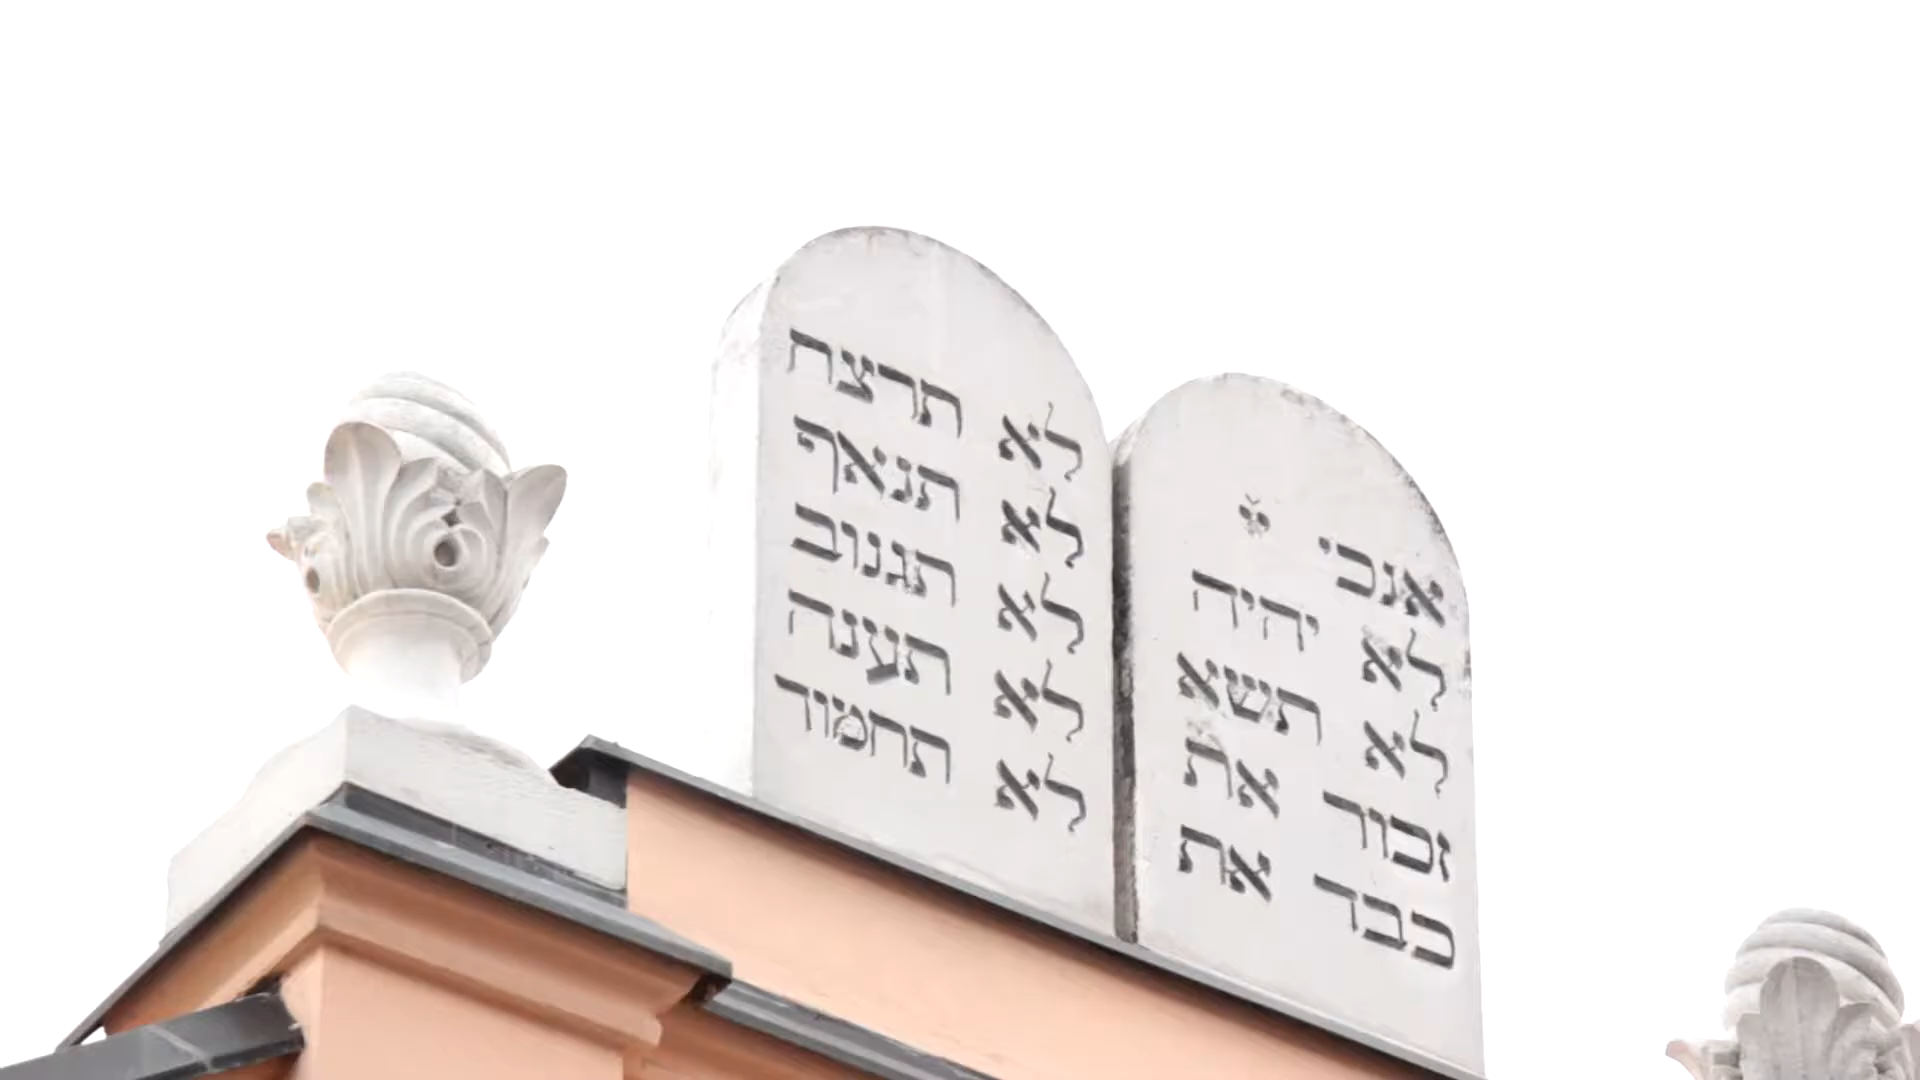 אנכי
לא יהיה
לא תשא
זכור את
כבד את
לא תרצח
לא תנאף
לא תגנוב
לא תענה
לא תחמוד